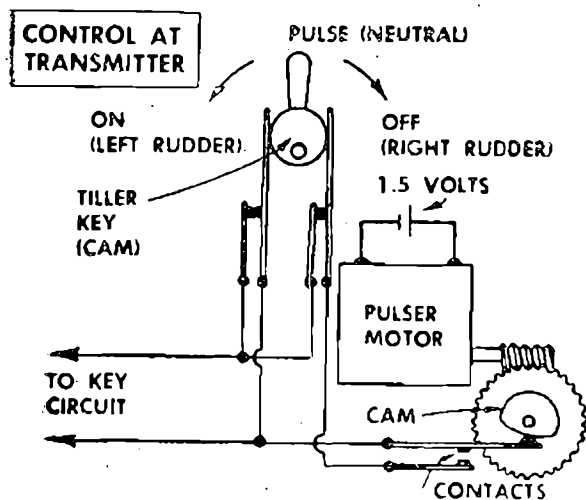 CONTROL AT
TRANSMITTER
PULSE (NEUTRAL)
ON
(LEFT RUDDER)
OFF
(RIGHT RUDDER)
1.5 VOLTS
TILLER
KEY
(CAM)
PULSER
MOTOR
TO KEY
CIRCUIT
CAM
CONTACTS